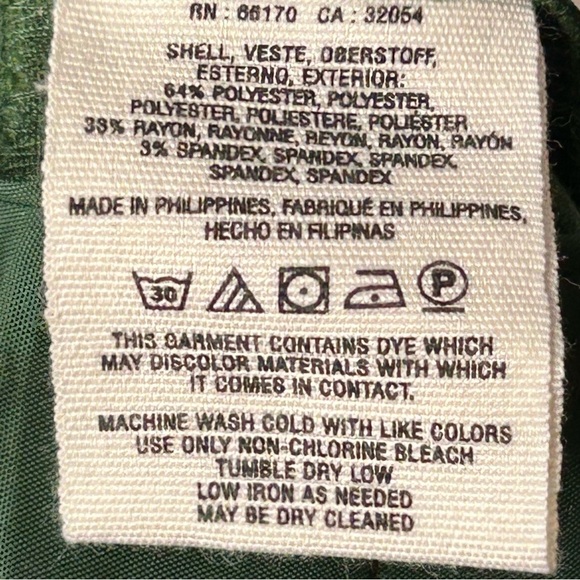 RN : 66170 CA : 32054
SHELL, VESTE, OBERSTOFF,
ESTERNO, EXTERIOR:
64% POLYESTER, POLYESTER,
POLYESTER, POLIESTERE, POLIÉSTER
33% RAYON, RAYONNE, REYON, RAYON, RAYÓN
3% SPANDEX, SPANDEX, SPANDEX,
SPANDEX, SPANDEX
MADE IN PHILIPPINES, FABRIQUÉ EN PHILIPPINES,
HECHO EN FILIPINAS
30 P
THIS GARMENT CONTAINS DYE WHICH
MAY DISCOLOR MATERIALS WITH WHICH
IT COMES IN CONTACT.
MACHINE WASH COLD WITH LIKE COLORS
USE ONLY NON-CHLORINE BLEACH
TUMBLE DRY LOW
LOW IRON AS NEEDED
MAY BE DRY CLEANED